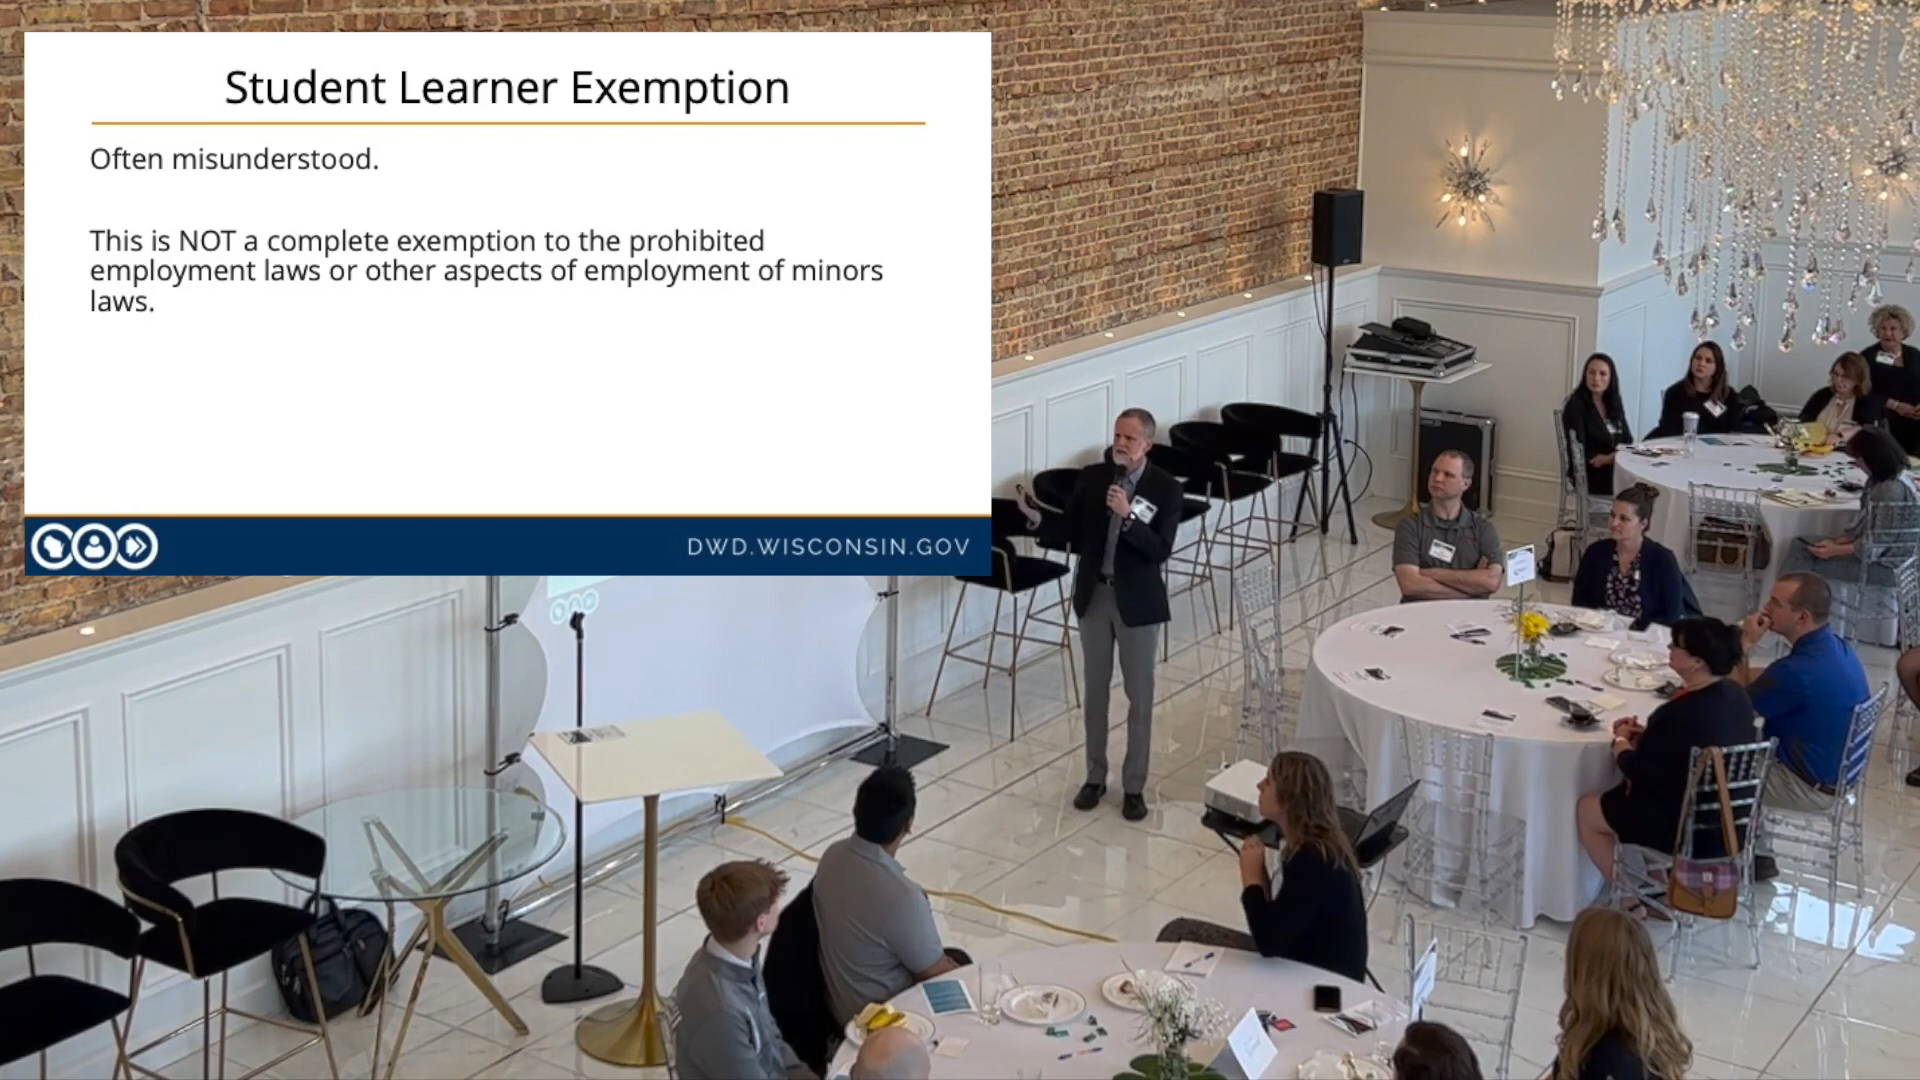 Student Learner Exemption
Often misunderstood.
This is NOT a complete exemption to the prohibited
employment laws or other aspects of employment of minors
laws.
DWD.WISCONSIN.GOV